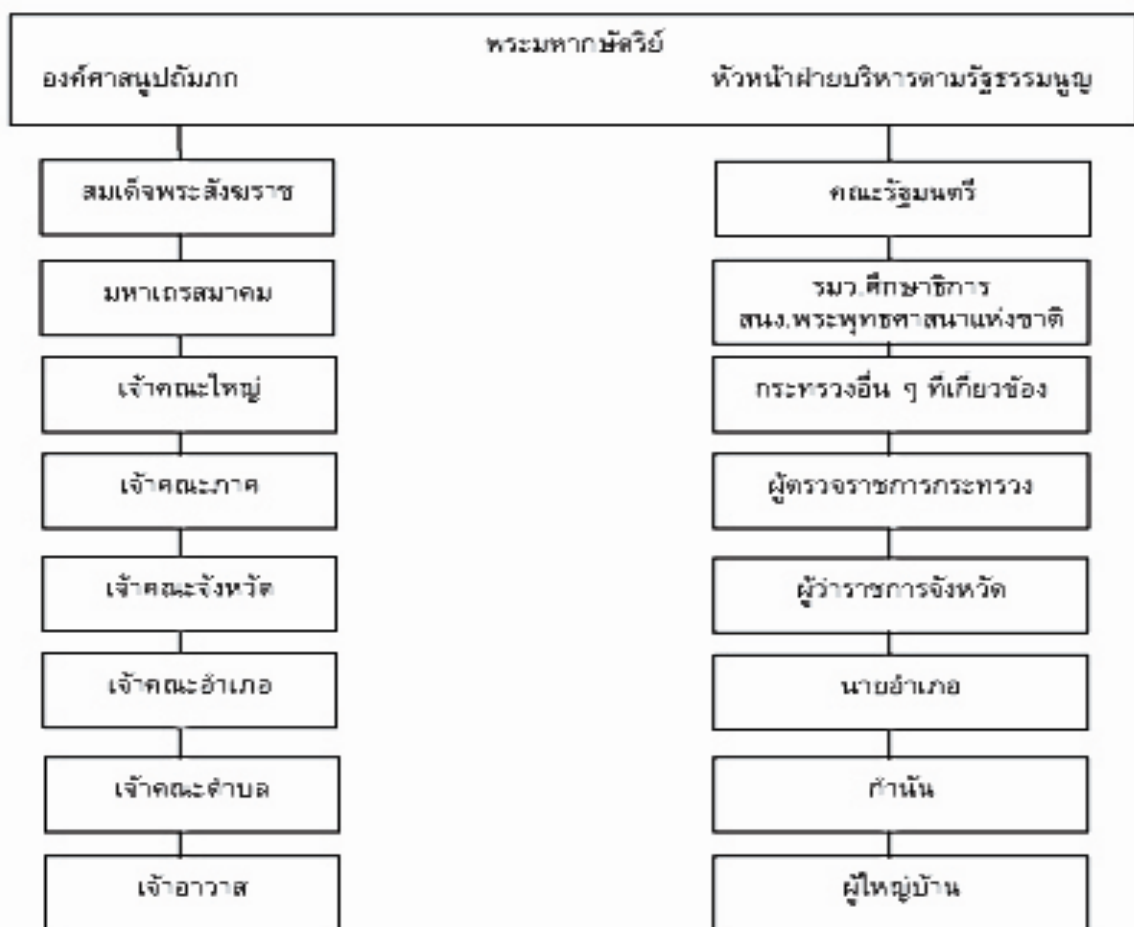 พระมหากษัตริย์
องค์ศาสนูปถัมภก
หัวหน้าฝ่ายบริหารตามรัฐธรรมนูญ
สมเด็จพระสังฆราช
มหาเถรสมาคม
เจ้าคณะใหญ่
เจ้าคณะภาค
เจ้าคณะจังหวัด
เจ้าคณะอำเภอ
เจ้าคณะตำบล
เจ้าอาวาส
คณะรัฐมนตรี
รมว.ศึกษาธิการ
สนง.พระพุทธศาสนาแห่งชาติ
กระทรวงอื่น ๆ ที่เกี่ยวข้อง
ผู้ตรวจราชการกระทรวง
ผู้ว่าราชการจังหวัด
นายอำเภอ
กำนัน
ผู้ใหญ่บ้าน